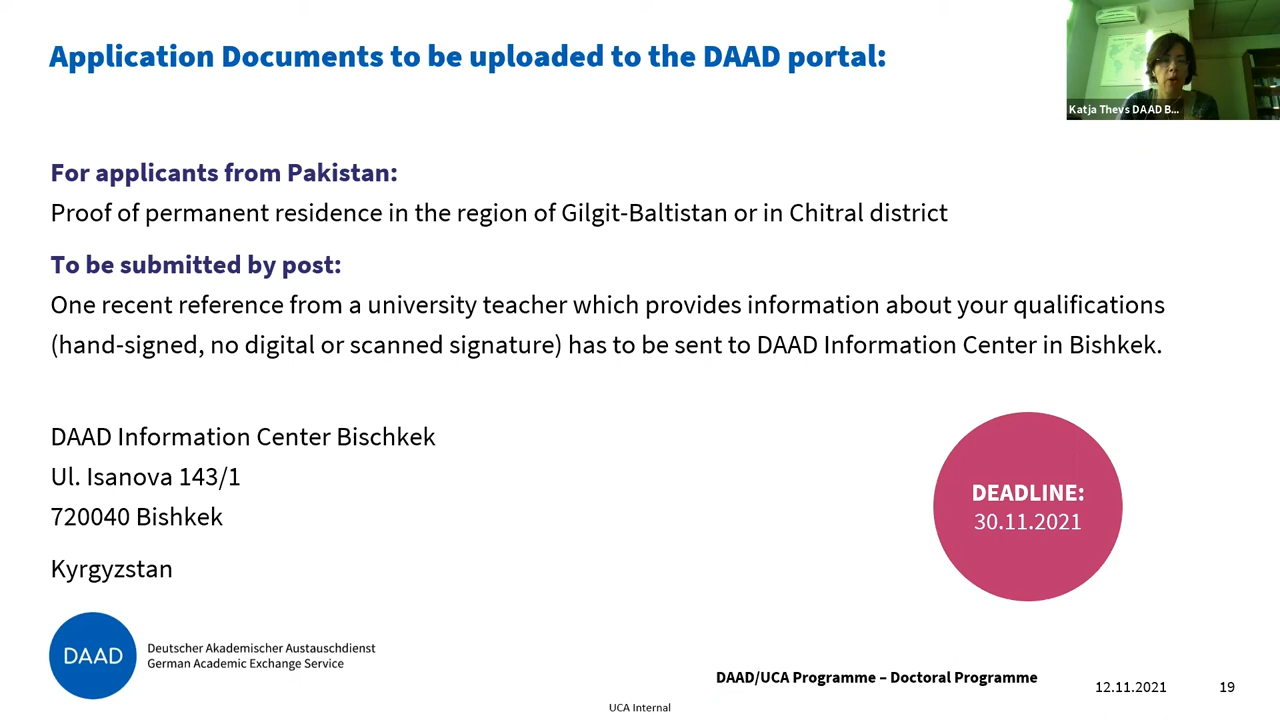 Application Documents to be uploaded to the DAAD portal:
Katja Thevs DAAD B...
For applicants from Pakistan:
Proof of permanent residence in the region of Gilgit-Baltistan or in Chitral district
To be submitted by post:
One recent reference from a university teacher which provides information about your qualifications
(hand-signed, no digital or scanned signature) has to be sent to DAAD Information Center in Bishkek.
DAAD Information Center Bischkek
Ul. Isanova 143/1
720040 Bishkek
Kyrgyzstan
DEADLINE:
30.11.2021
DAAD
Deutscher Akademischer Austauschdienst
German Academic Exchange Service
DAAD/UCA Programme – Doctoral Programme
12.11.2021
19
UCA Internal